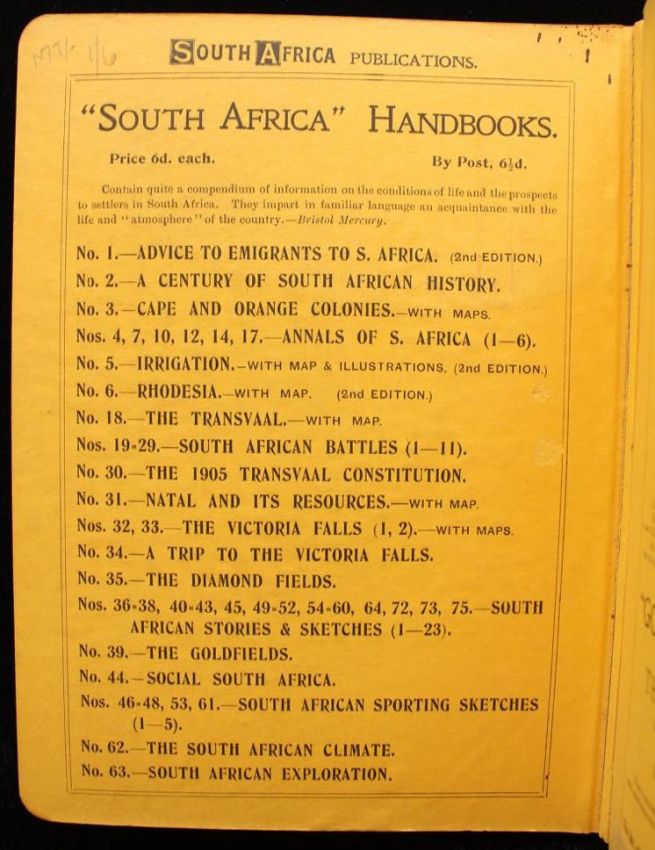 SOUTH AFRICA PUBLICATIONS.
"SOUTH AFRICA" HANDBOOKS.
Price 6d. each. By Post, 6½d.
Contain quite a compendium of information on the conditions of life and the prospects
to settlers in South Africa. They impart in familiar language an acquaintance with the
life and "atmosphere" of the country.—Bristol Mercury.
No. 1.—ADVICE TO EMIGRANTS TO S. AFRICA. (2nd EDITION.)
No. 2.—A CENTURY OF SOUTH AFRICAN HISTORY.
No. 3.—CAPE AND ORANGE COLONIES.—WITH MAPS.
Nos. 4, 7, 10, 12, 14, 17.—ANNALS OF S. AFRICA (1—6).
No. 5.—IRRIGATION.—WITH MAP & ILLUSTRATIONS. (2nd EDITION.)
No. 6.—RHODESIA.—WITH MAP. (2nd EDITION.)
No. 18.—THE TRANSVAAL.—WITH MAP.
Nos. 19-29.—SOUTH AFRICAN BATTLES (1—11).
No. 30.—THE 1905 TRANSVAAL CONSTITUTION.
No. 31.—NATAL AND ITS RESOURCES.—WITH MAP.
Nos. 32, 33.—THE VICTORIA FALLS (1, 2).—WITH MAPS.
No. 34.—A TRIP TO THE VICTORIA FALLS.
No. 35.—THE DIAMOND FIELDS.
Nos. 36-38, 40-43, 45, 49-52, 54-60, 64, 72, 73, 75.—SOUTH
AFRICAN STORIES & SKETCHES (1—23).
No. 39.—THE GOLDFIELDS.
No. 44.—SOCIAL SOUTH AFRICA.
Nos. 46-48, 53, 61.—SOUTH AFRICAN SPORTING SKETCHES
(1—5).
No. 62.—THE SOUTH AFRICAN CLIMATE.
No. 63.—SOUTH AFRICAN EXPLORATION.